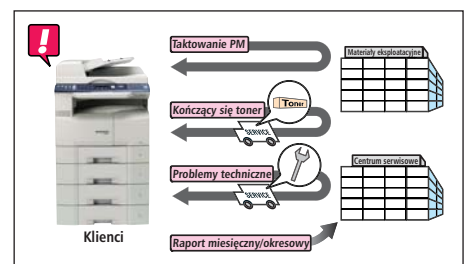 Taktowanie PM
Materiały eksploatacyjne
Kończący się toner
Toner
SERVICE
Problemy techniczne
Centrum serwisowe
SERVICE
Klienci
Raport miesięczny/okresowy